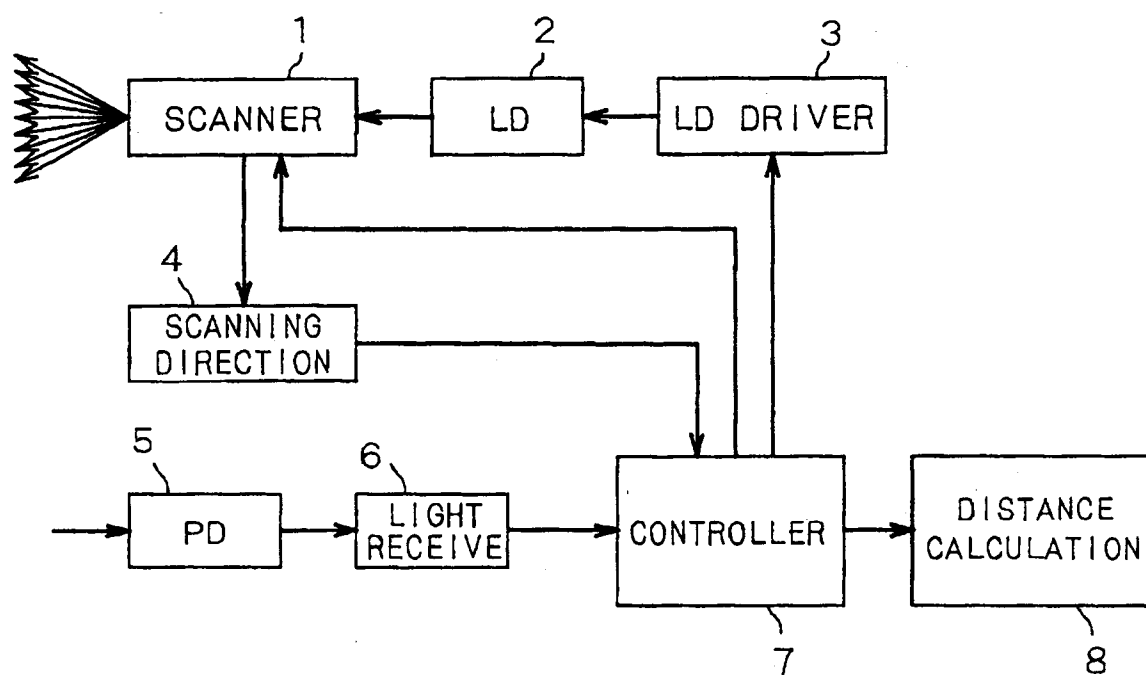 1
2
3
SCANNER
LD
LD DRIVER
4
SCANNING
DIRECTION
5
6
PD
LIGHT
RECEIVE
CONTROLLER
DISTANCE
CALCULATION
7
8